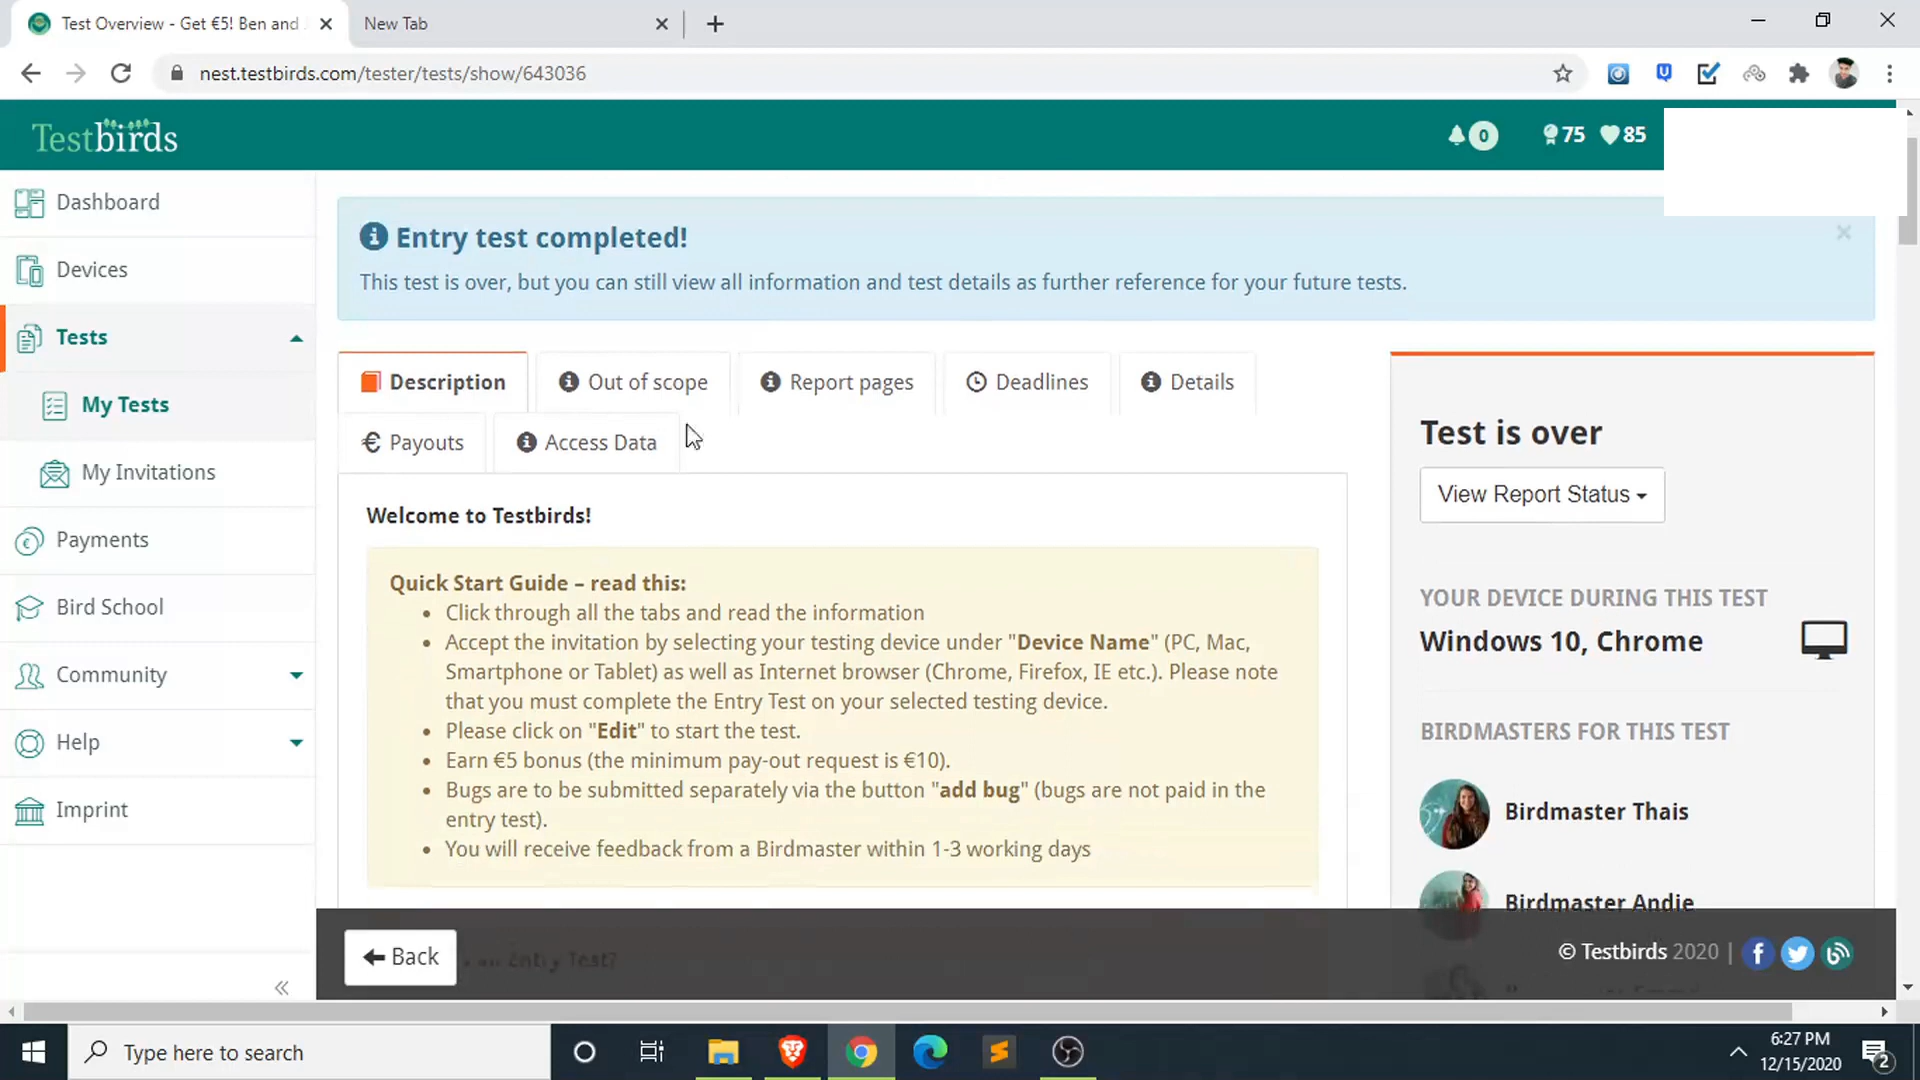 Test Overview - Get €5! Ben and
New Tab
nest.testbirds.com/tester/tests/show/643036
Testbirds
0
75
85
Dashboard
Devices
Tests
My Tests
My Invitations
Payments
Bird School
Community
Help
Imprint
Entry test completed!
This test is over, but you can still view all information and test details as further reference for your future tests.
Description
Out of scope
Report pages
Deadlines
Details
€ Payouts
Access Data
Welcome to Testbirds!
Quick Start Guide – read this:
• Click through all the tabs and read the information
• Accept the invitation by selecting your testing device under "Device Name" (PC, Mac,
Smartphone or Tablet) as well as Internet browser (Chrome, Firefox, IE etc.). Please note
that you must complete the Entry Test on your selected testing device.
• Please click on "Edit" to start the test.
• Earn €5 bonus (the minimum pay-out request is €10).
• Bugs are to be submitted separately via the button "add bug" (bugs are not paid in the
entry test).
• You will receive feedback from a Birdmaster within 1-3 working days
Test is over
View Report Status
YOUR DEVICE DURING THIS TEST
Windows 10, Chrome
BIRDMASTERS FOR THIS TEST
Birdmaster Thais
Birdmaster Andie
Back
an Entry Test?
© Testbirds 2020 |
Type here to search
6:27 PM
12/15/2020
2